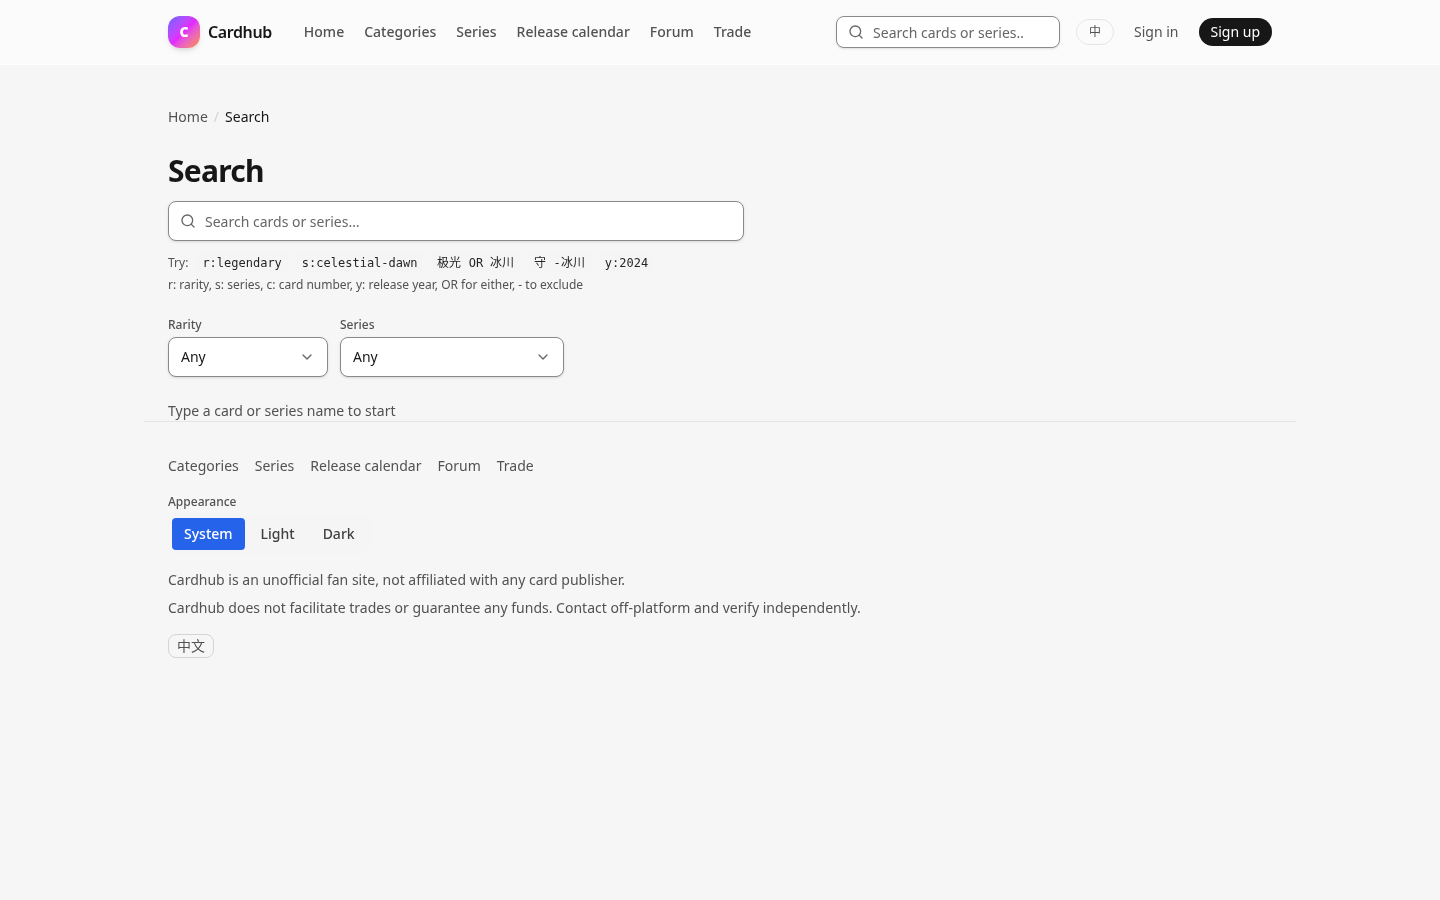 C Cardhub Home Categories Series Release calendar Forum Trade Search cards or series.. 中 Sign in Sign up
Home / Search
Search
Search cards or series...
Try: r:legendary s:celestial-dawn 极光 OR 冰川 守 -冰川 y:2024
r: rarity, s: series, c: card number, y: release year, OR for either, - to exclude
Rarity Series
Any Any
Type a card or series name to start
Categories Series Release calendar Forum Trade
Appearance
System Light Dark
Cardhub is an unofficial fan site, not affiliated with any card publisher.
Cardhub does not facilitate trades or guarantee any funds. Contact off-platform and verify independently.
中文